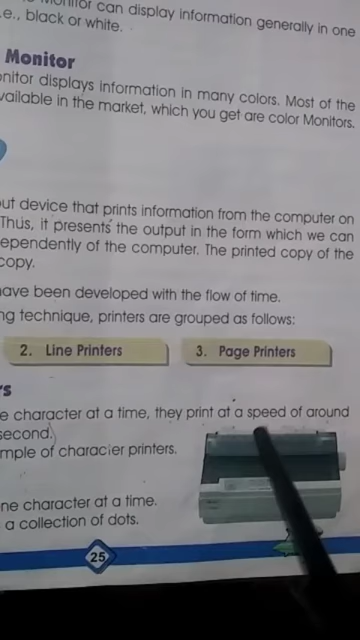 Monitor can display information generally in one
.e., black or white.
Monitor
nitor displays information in many colors. Most of the
vailable in the market, which you get are color Monitors.
ut device that prints information from the computer on
Thus, it presents the output in the form which we can
ependently of the computer. The printed copy of the
copy.
ave been developed with the flow of time.
ng technique, printers are grouped as follows:
2. Line Printers
3. Page Printers
rs
e character at a time, they print at a speed of around
second.
mple of character printers.
ne character at a time.
a collection of dots.
25